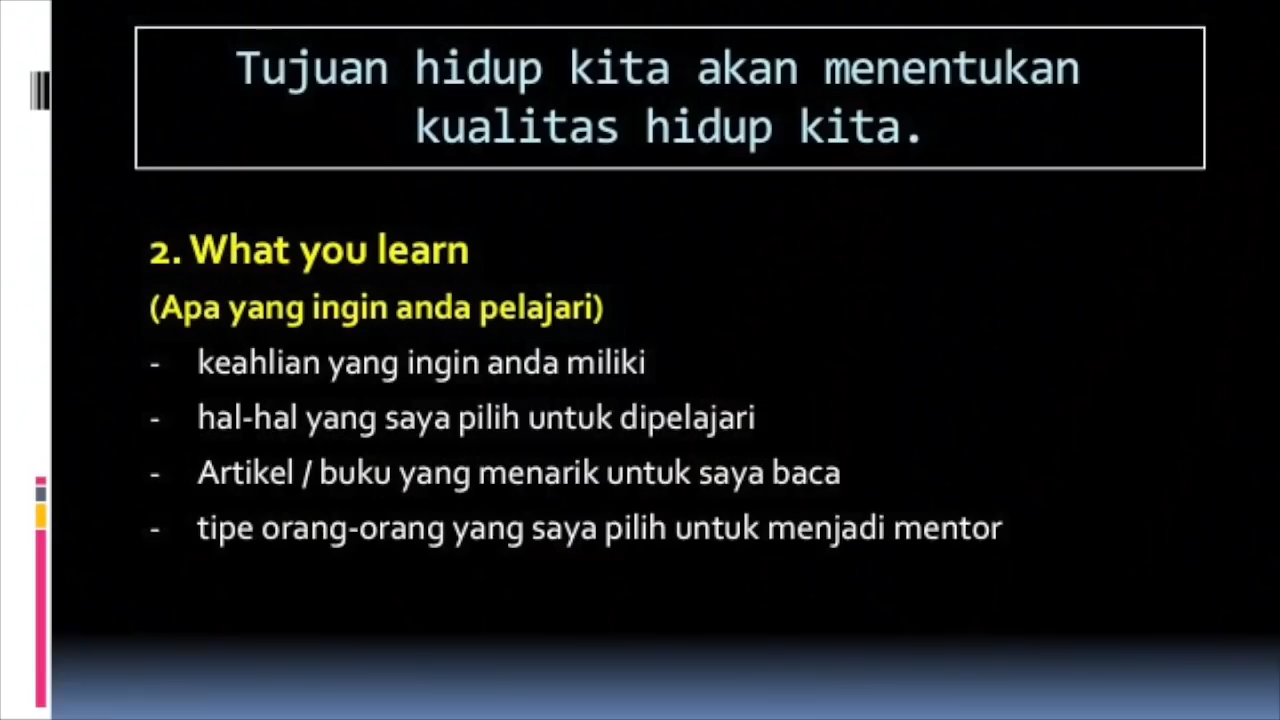 Tujuan hidup kita akan menentukan
kualitas hidup kita.
2. What you learn
(Apa yang ingin anda pelajari)
- keahlian yang ingin anda miliki
- hal-hal yang saya pilih untuk dipelajari
- Artikel / buku yang menarik untuk saya baca
- tipe orang-orang yang saya pilih untuk menjadi mentor